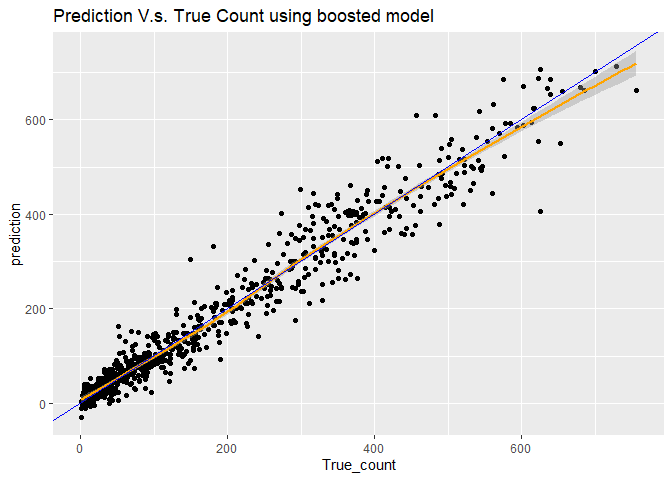 Prediction V.s. True Count using boosted model
prediction
600
400
200
0
0 200 400 600
True_count